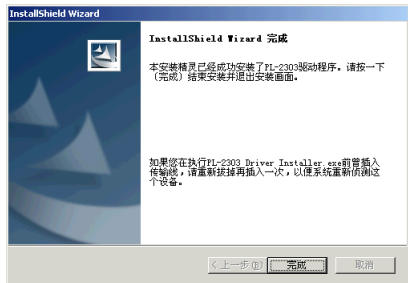 InstallShield Wizard
InstallShield Wizard 完成
本安装精灵已经成功安装了PL-2303驱动程序。请按一下
（完成）结束安装并退出安装画面。
如果您在执行PL-2303 Driver Installer.exe前曾插入
传输线，请重新拔掉再插入一次，以便系统重新侦测这
个设备。
< 上一步(B)
完成
取消